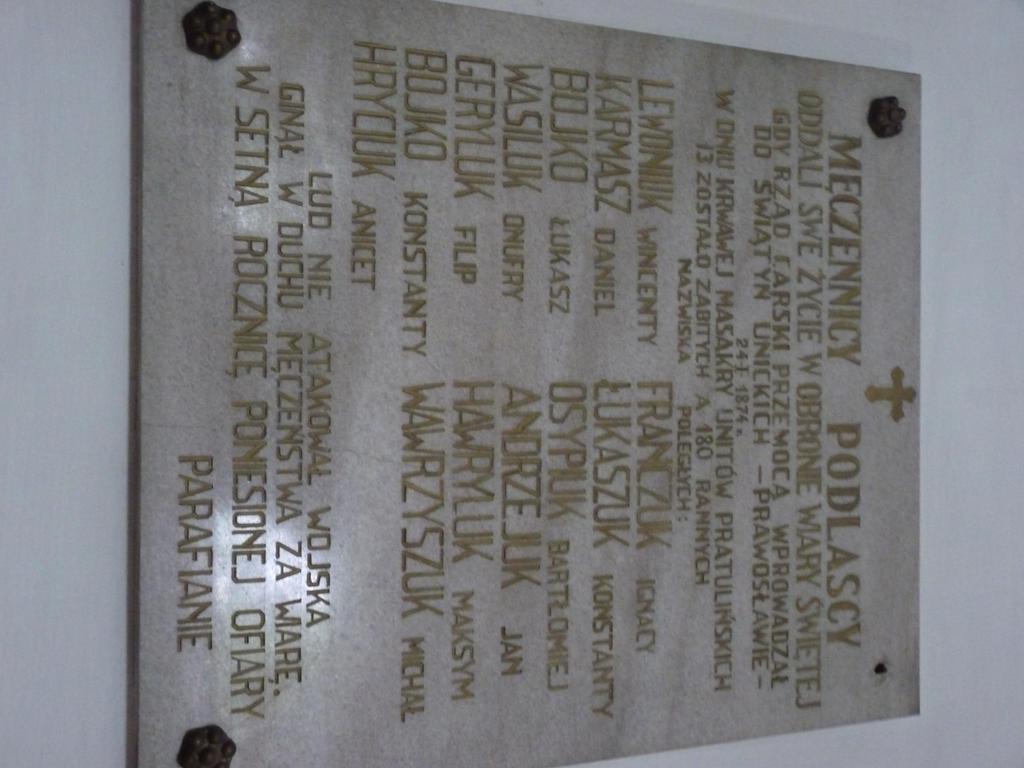 MĘCZENNICY PODLASCY
ODDALI SWE ŻYCIE W OBRONIE WIARY ŚWIĘTEJ
GDY RZĄD CARSKI PRZEMOCĄ WPROWADZAŁ
DO ŚWIĄTYŃ UNICKICH -PRAWOSŁAWIE-
24-I-1874 r.
W DNIU KRWAWEJ MASAKRY UNITÓW PRATULIŃSKICH
13 ZOSTAŁO ZABITYCH A 180 RANNYCH
NAZWISKA POLEGŁYCH:
LEWONIUK WINCENTY FRANCZUK IGNACY
KARMASZ DANIEL ŁUKASZUK KONSTANTY
BOJKO ŁUKASZ OSYPIUK BARTŁOMIEJ
WASILUK ONUFRY ANDRZEJUK JAN
GERYLUK FILIP HAWRYLUK MAKSYM
BOJKO KONSTANTY WAWRZYSZUK MICHAŁ
HRYCIUK ANICET
LUD NIE ATAKOWAŁ WOJSKA
GINĄŁ W DUCHU MĘCZEŃSTWA ZA WIARĘ.
W SETNĄ ROCZNICĘ PONIESIONEJ OFIARY
PARAFIANIE